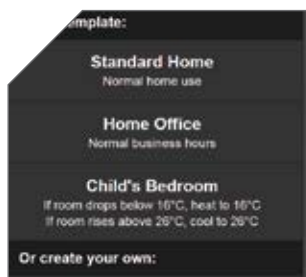 emplate:
Standard Home
Normal home use
Home Office
Normal business hours
Child's Bedroom
If room drops below 16°C, heat to 16°C
If room rises above 26°C, cool to 26°C
Or create your own: